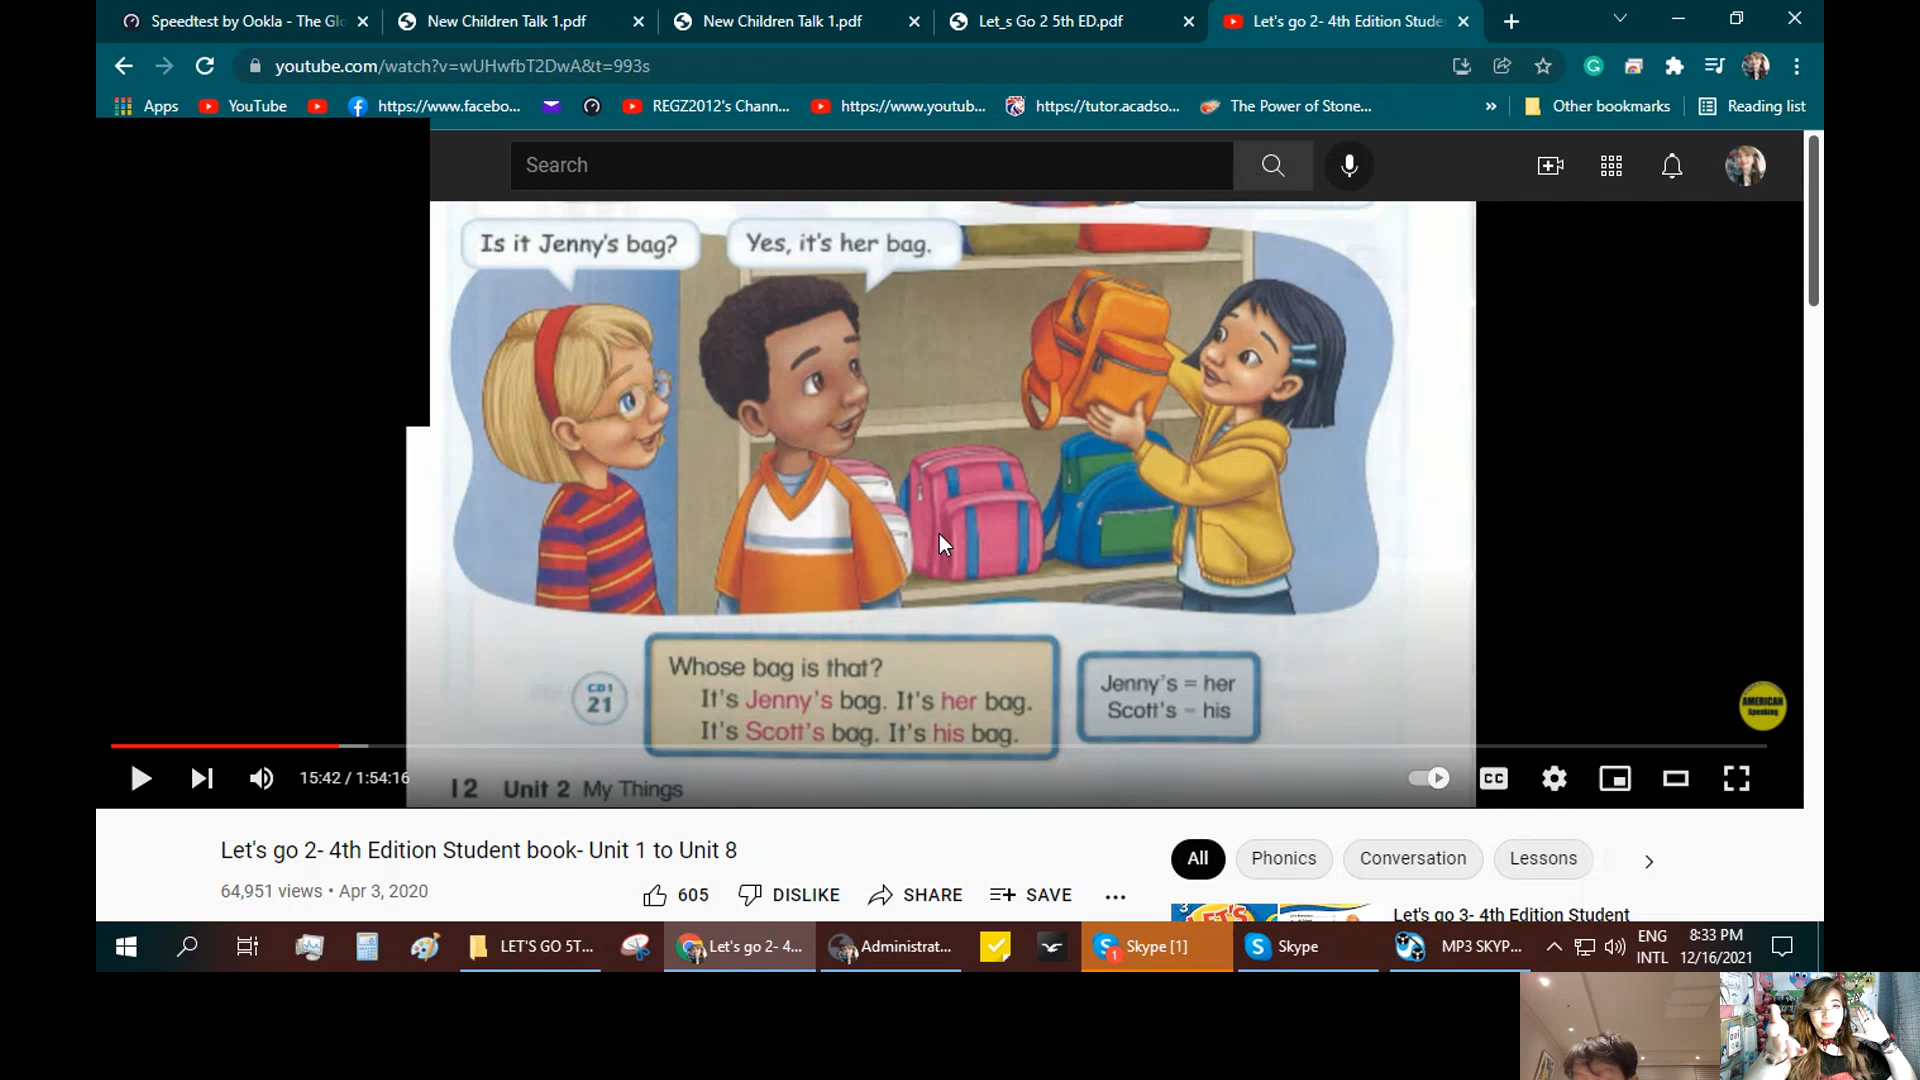 Speedtest by Ookla - The Glo
New Children Talk 1.pdf
New Children Talk 1.pdf
Let_s Go 2 5th ED.pdf
Let's go 2- 4th Edition Stude
youtube.com/watch?v=wUHwfbT2DwA&t=993s
Apps
YouTube
https://www.facebo...
REGZ2012's Chann...
https://www.youtub...
https://tutor.acadso...
The Power of Stone...
»
Other bookmarks
Reading list
Search
Is it Jenny's bag?
Yes, it's her bag.
CD1
21
Whose bag is that?
It's Jenny's bag. It's her bag.
It's Scott's bag. It's his bag.
Jenny's = her
Scott's = his
AMERICAN
Speaking
15:42 / 1:54:16
CC
12 Unit 2 My Things
Let's go 2- 4th Edition Student book- Unit 1 to Unit 8
64,951 views • Apr 3, 2020
605
DISLIKE
SHARE
SAVE
All
Phonics
Conversation
Lessons
Let's go 3- 4th Edition Student
LET'S GO 5T...
Let's go 2- 4...
Administrat...
Skype [1]
1
Skype
MP3 SKYP...
ENG
INTL
8:33 PM
12/16/2021